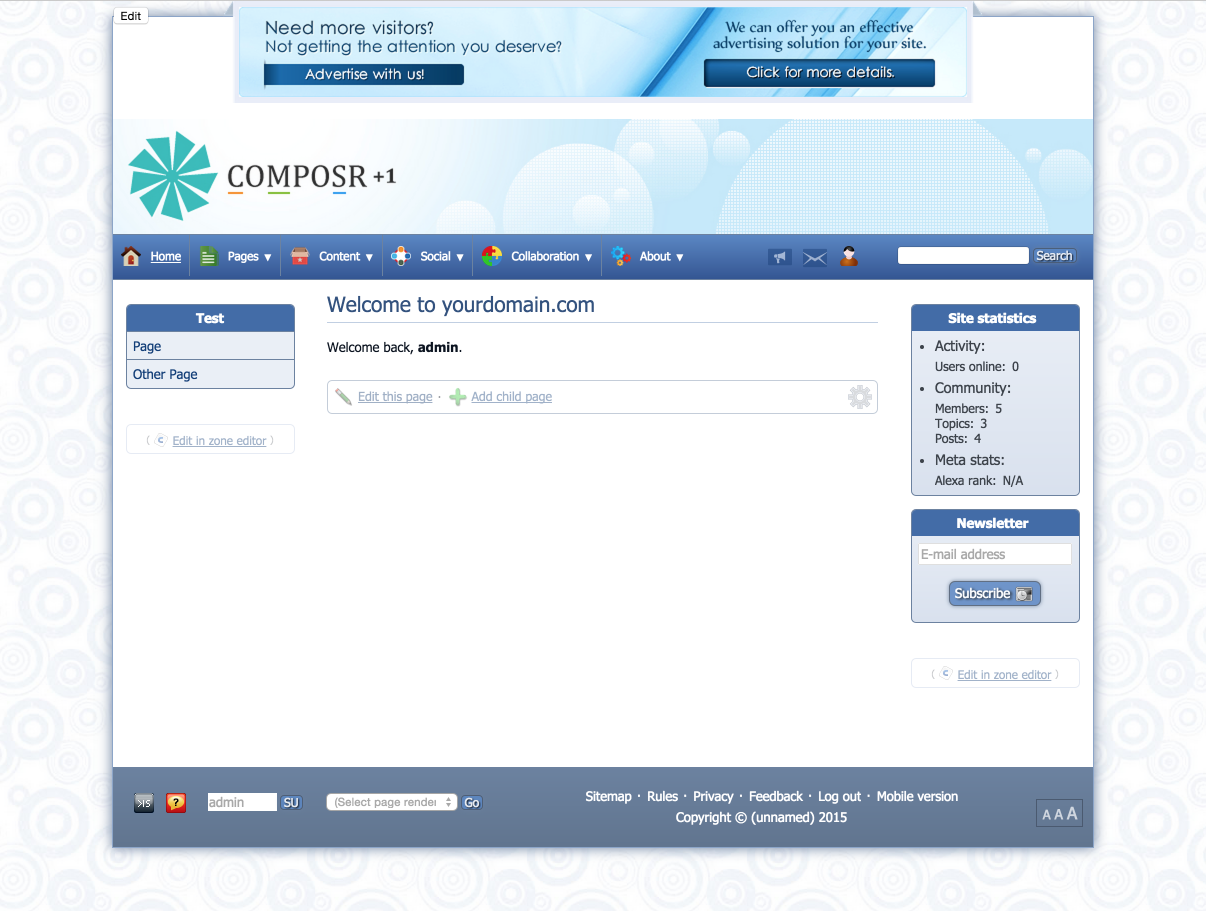 Edit
Need more visitors?
Not getting the attention you deserve?
Advertise with us!
We can offer you an effective
advertising solution for your site.
Click for more details.
COMPOSR +1
Home Pages ▼ Content ▼ Social ▼ Collaboration ▼ About ▼ Search
Test
Page
Other Page
( C Edit in zone editor )
Welcome to yourdomain.com
Welcome back, admin.
Edit this page · Add child page
Site statistics
• Activity:
Users online: 0
• Community:
Members: 5
Topics: 3
Posts: 4
• Meta stats:
Alexa rank: N/A
Newsletter
E-mail address
Subscribe
( C Edit in zone editor )
? admin SU (Select page render Go
Sitemap · Rules · Privacy · Feedback · Log out · Mobile version
Copyright © (unnamed) 2015
A A A